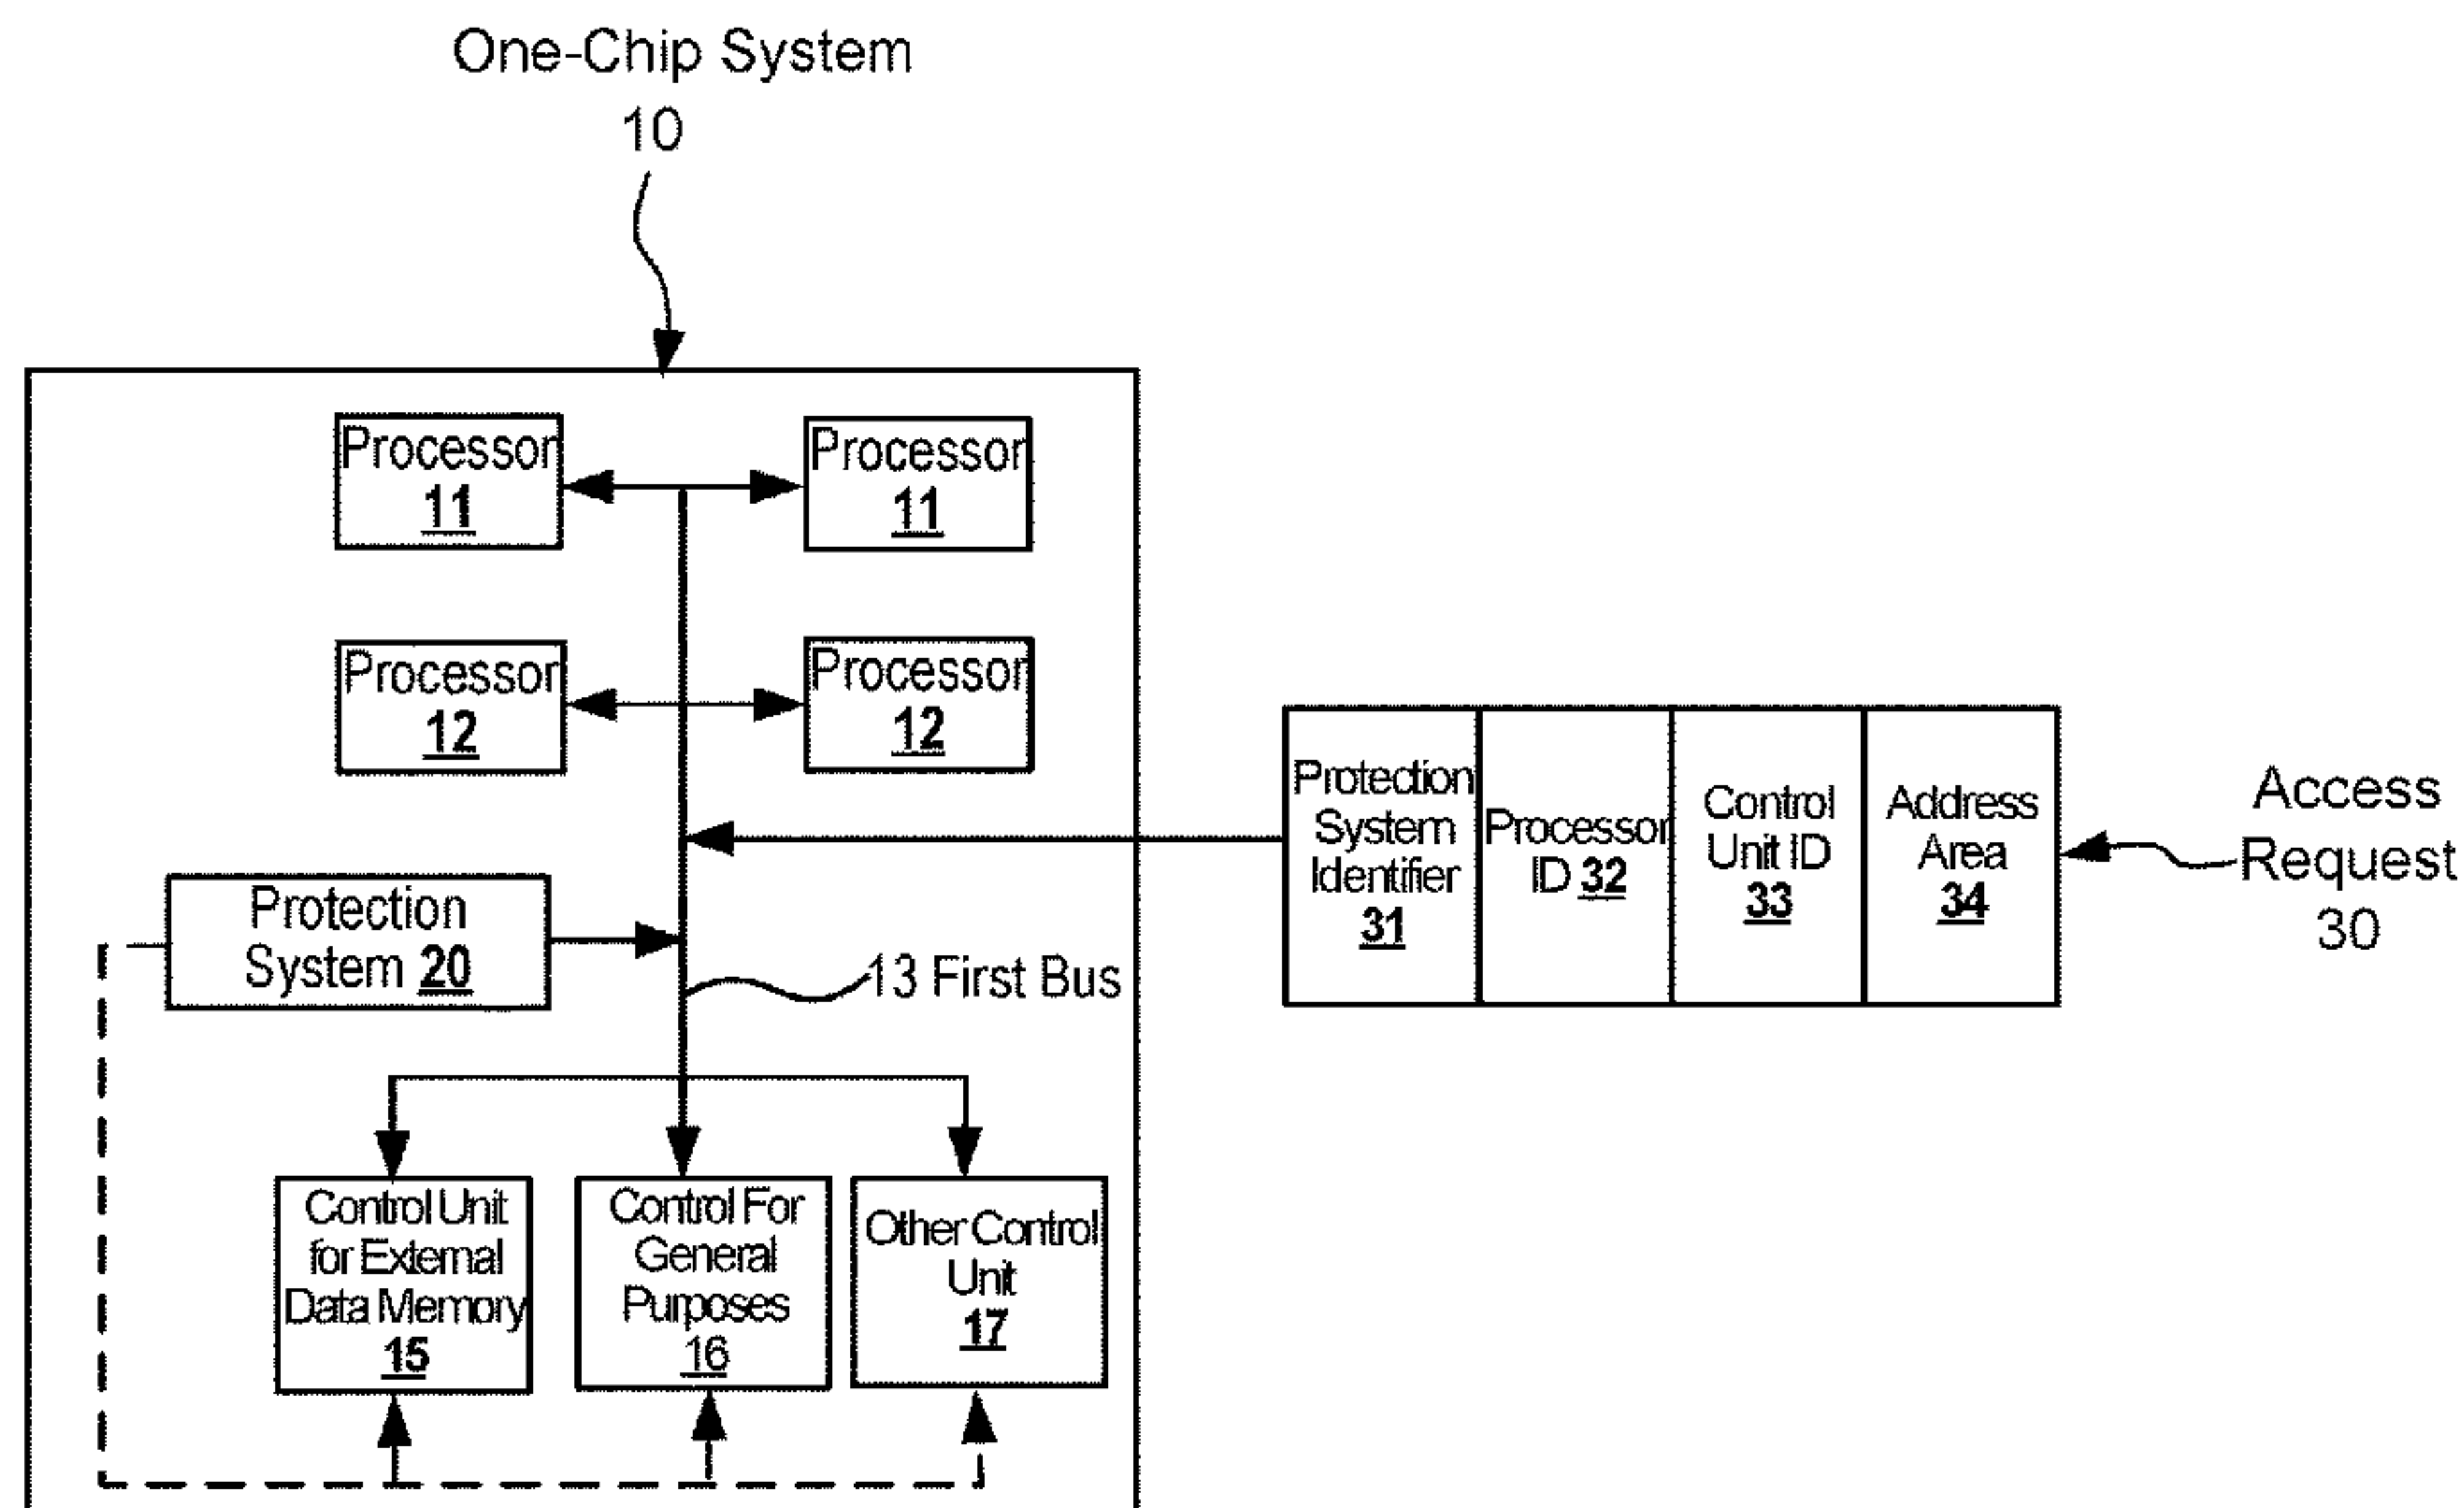 One-Chip System
10
Processor
11
Processor
11
Processor
12
Processor
12
Protection
System 20
13 First Bus
Control Unit
for External
Data Memory
15
Control For
General
Purposes
16
Other Control
Unit
17
Protection
System
Identifier
31
Processor
ID 32
Control
Unit ID
33
Address
Area
34
Access
Request
30